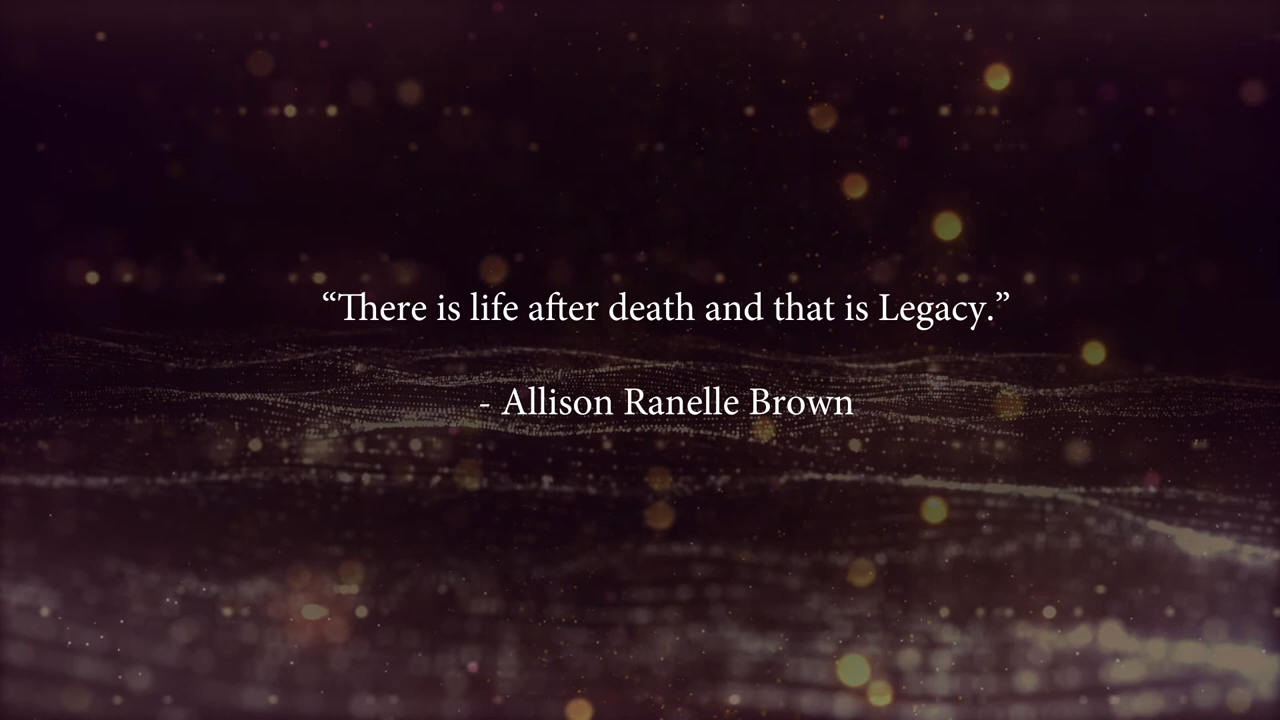 “There is life after death and that is Legacy.”
- Allison Ranelle Brown